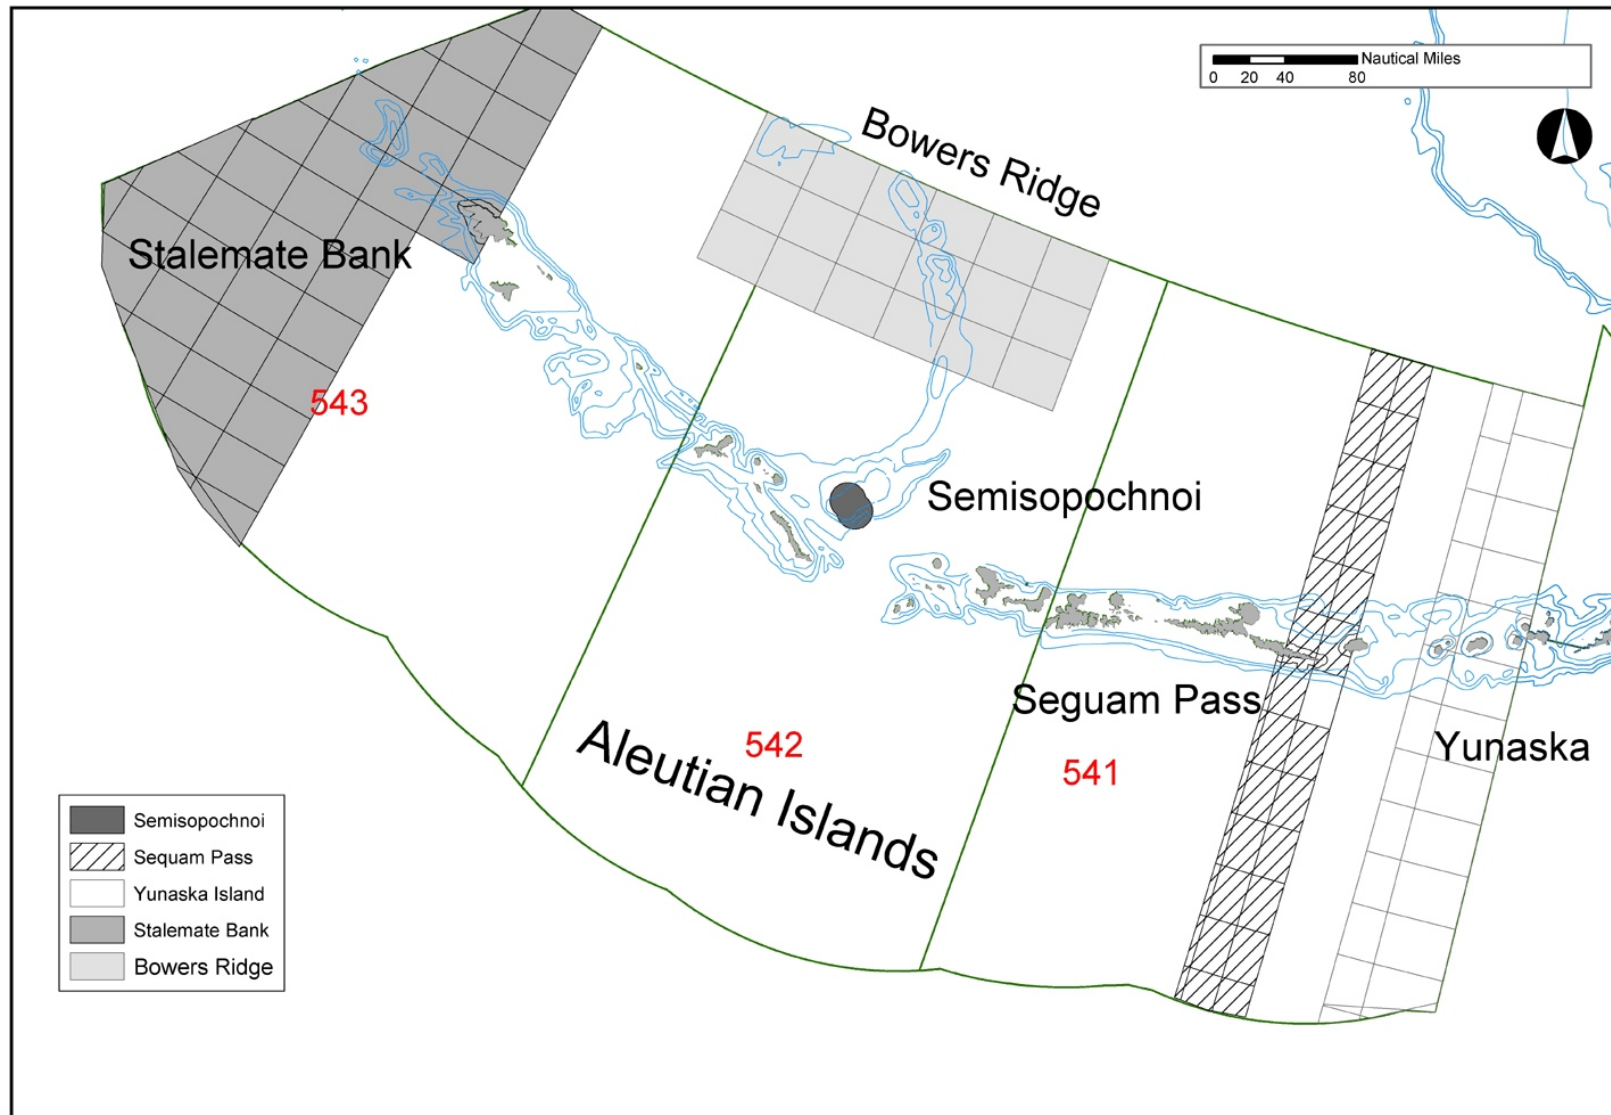 Nautical Miles
0 20 40 80
Bowers Ridge
Stalemate Bank
543
Semisopochnoi
Seguam Pass
Yunaska
542
541
Aleutian Islands
Semisopochnoi
Sequam Pass
Yunaska Island
Stalemate Bank
Bowers Ridge